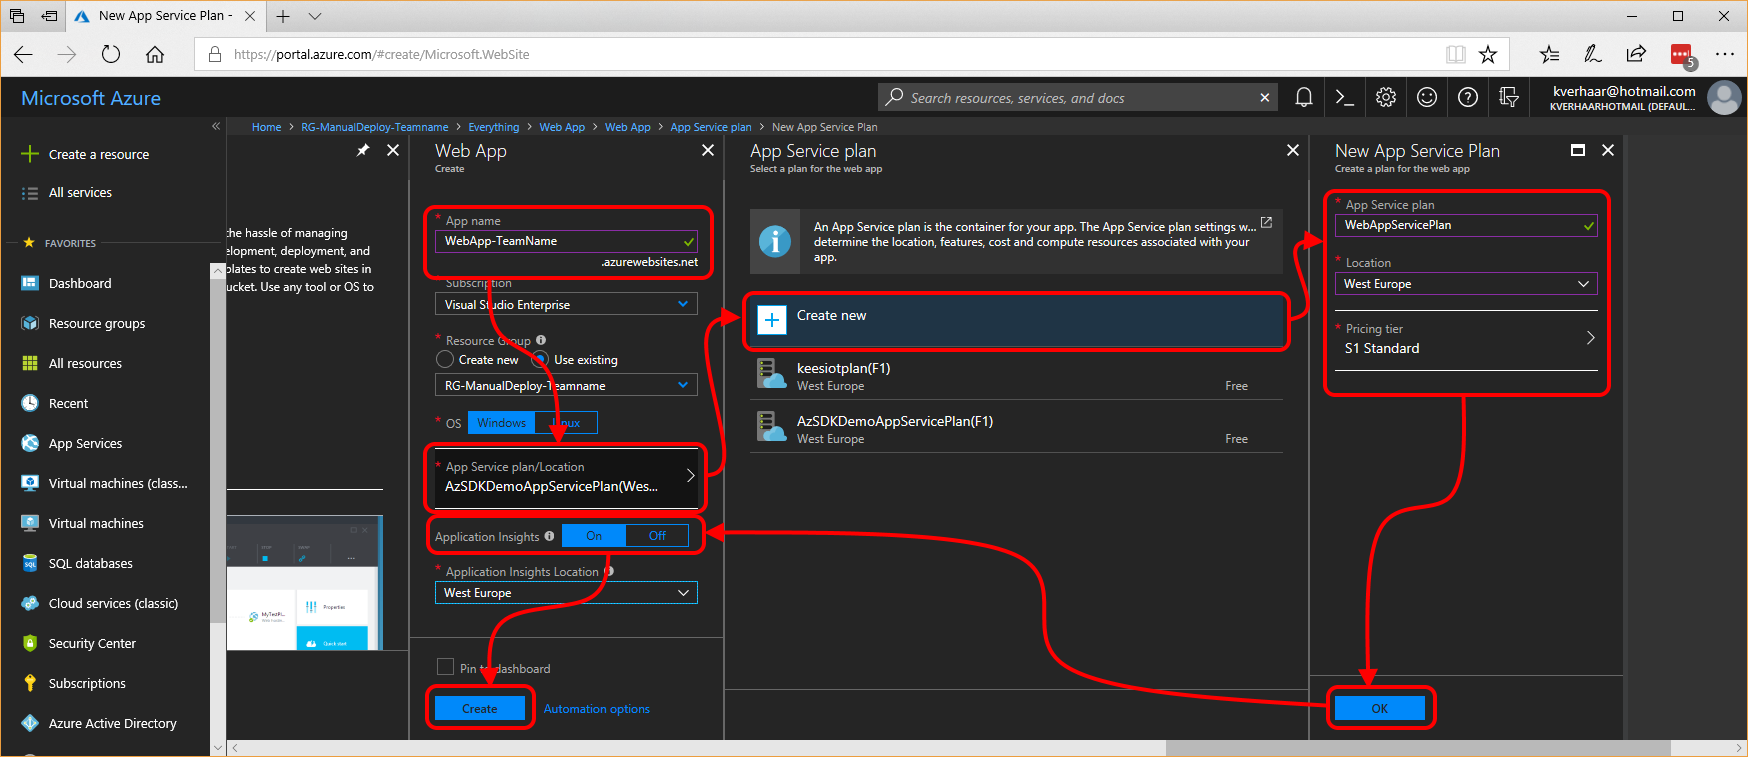 New App Service Plan -
https://portal.azure.com/#create/Microsoft.WebSite
5
Microsoft Azure
Search resources, services, and docs
kverhaar@hotmail.com
KVERHAARHOTMAIL (DEFAUL...
Home > RG-ManualDeploy-Teamname > Everything > Web App > Web App > App Service plan > New App Service Plan
Create a resource
All services
FAVORITES
Dashboard
Resource groups
All resources
Recent
App Services
Virtual machines (class...
Virtual machines
SQL databases
SQL
Cloud services (classic)
Security Center
Subscriptions
Azure Active Directory
the hassle of managing
elopment, deployment, and
plates to create web sites in
ucket. Use any tool or OS to
MyTestPl...
Properties
Quick start
Web App
Create
* App name
WebApp-TeamName
.azurewebsites.net
Subscription
Visual Studio Enterprise
* Resource Group
Create new
Use existing
RG-ManualDeploy-Teamname
* OS
Windows
Linux
* App Service plan/Location
AzSDKDemoAppServicePlan(Wes...
Application Insights
On
Off
* Application Insights Location
West Europe
Pin to dashboard
Create
Automation options
App Service plan
Select a plan for the web app
An App Service plan is the container for your app. The App Service plan settings w...
determine the location, features, cost and compute resources associated with your
app.
Create new
keesiotplan(F1)
West Europe
Free
AzSDKDemoAppServicePlan(F1)
West Europe
Free
New App Service Plan
Create a plan for the web app
* App Service plan
WebAppServicePlan
* Location
West Europe
* Pricing tier
S1 Standard
OK